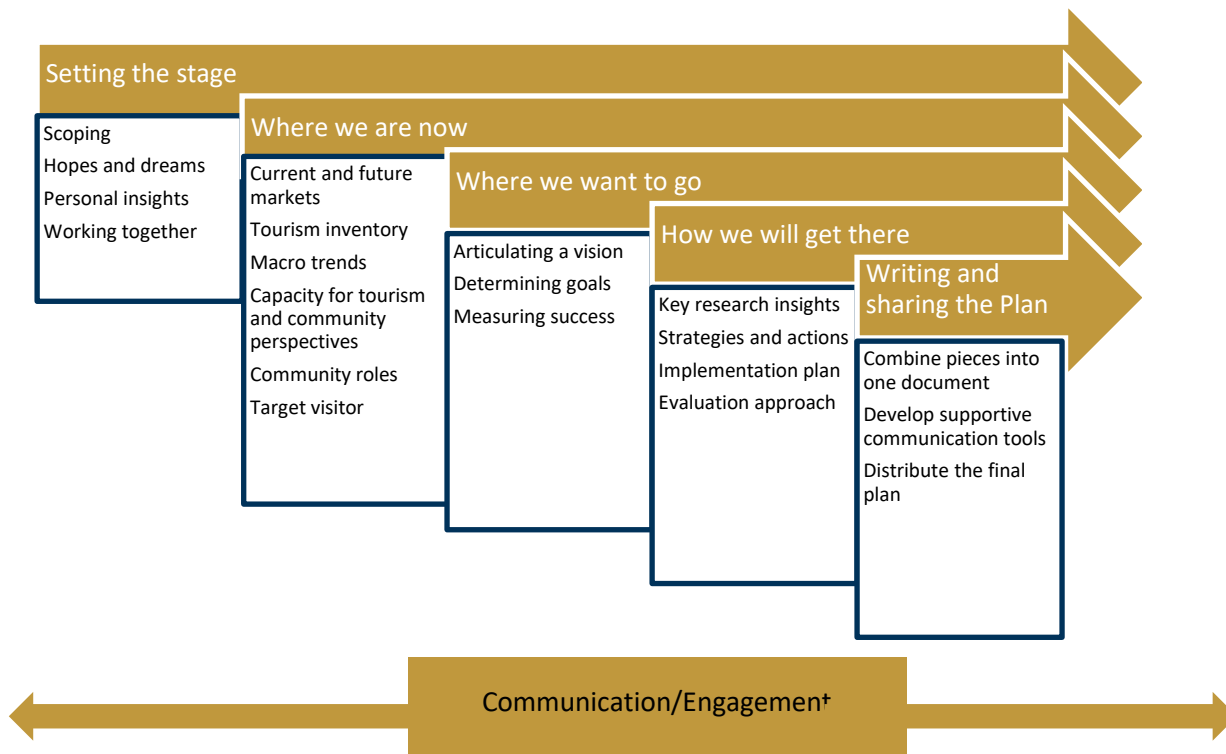 Setting the stage
Scoping
Hopes and dreams
Personal insights
Working together
Where we are now
Current and future
markets
Tourism inventory
Macro trends
Capacity for tourism
and community
perspectives
Community roles
Target visitor
Where we want to go
Articulating a vision
Determining goals
Measuring success
How we will get there
Key research insights
Strategies and actions
Implementation plan
Evaluation approach
Writing and
sharing the Plan
Combine pieces into
one document
Develop supportive
communication tools
Distribute the final
plan
Communication/Engagement